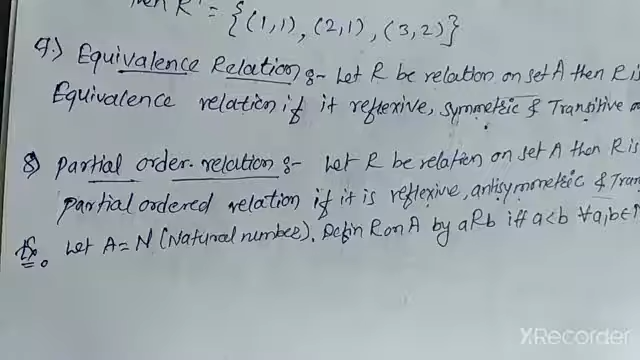 Then R = {(1,1), (2,1), (3,2)}
7.) Equivalence Relation :- Let R be relation on set A then R is
Equivalence relation if it reflexive, symmetric & Transitive
8) Partial order relation :- Let R be relation on set A then R is
partial ordered relation if it is reflexive, antisymmetric & Tran
Ex. Let A = N (Natural number). Defin R on A by aRb iff a<b ∀a,b∈
XRecorder